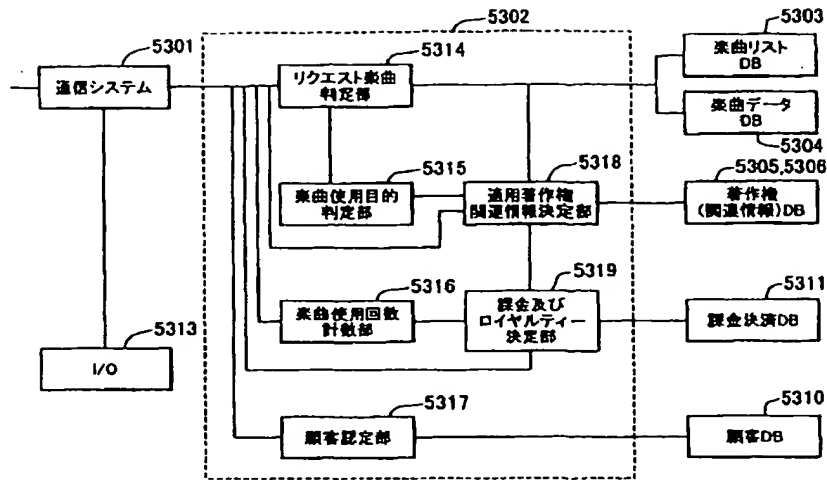 5302
5301
5314
5303
通信システム
リクエスト楽曲
判定部
楽曲リスト
DB
楽曲データ
DB
5304
5315
5318
5305,5306
楽曲使用目的
判定部
適用著作権
関連情報決定部
著作権
(関連情報)DB
5316
5319
5311
楽曲使用回数
計数部
課金及び
ロイヤルティー
決定部
課金決済DB
5313
I/O
5317
5310
顧客認定部
顧客DB